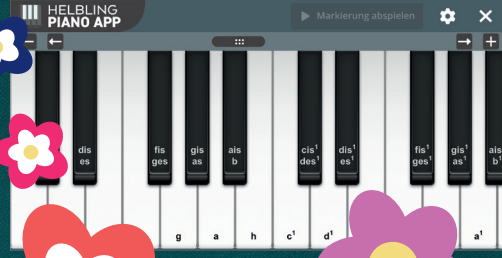 HELBLING
PIANO APP
Markierung abspielen
dis
es
fis
ges
gis
as
ais
b
cis¹
des¹
dis¹
es¹
fis¹
ges¹
gis¹
as¹
ais
b¹
g a h c¹ d¹ a¹